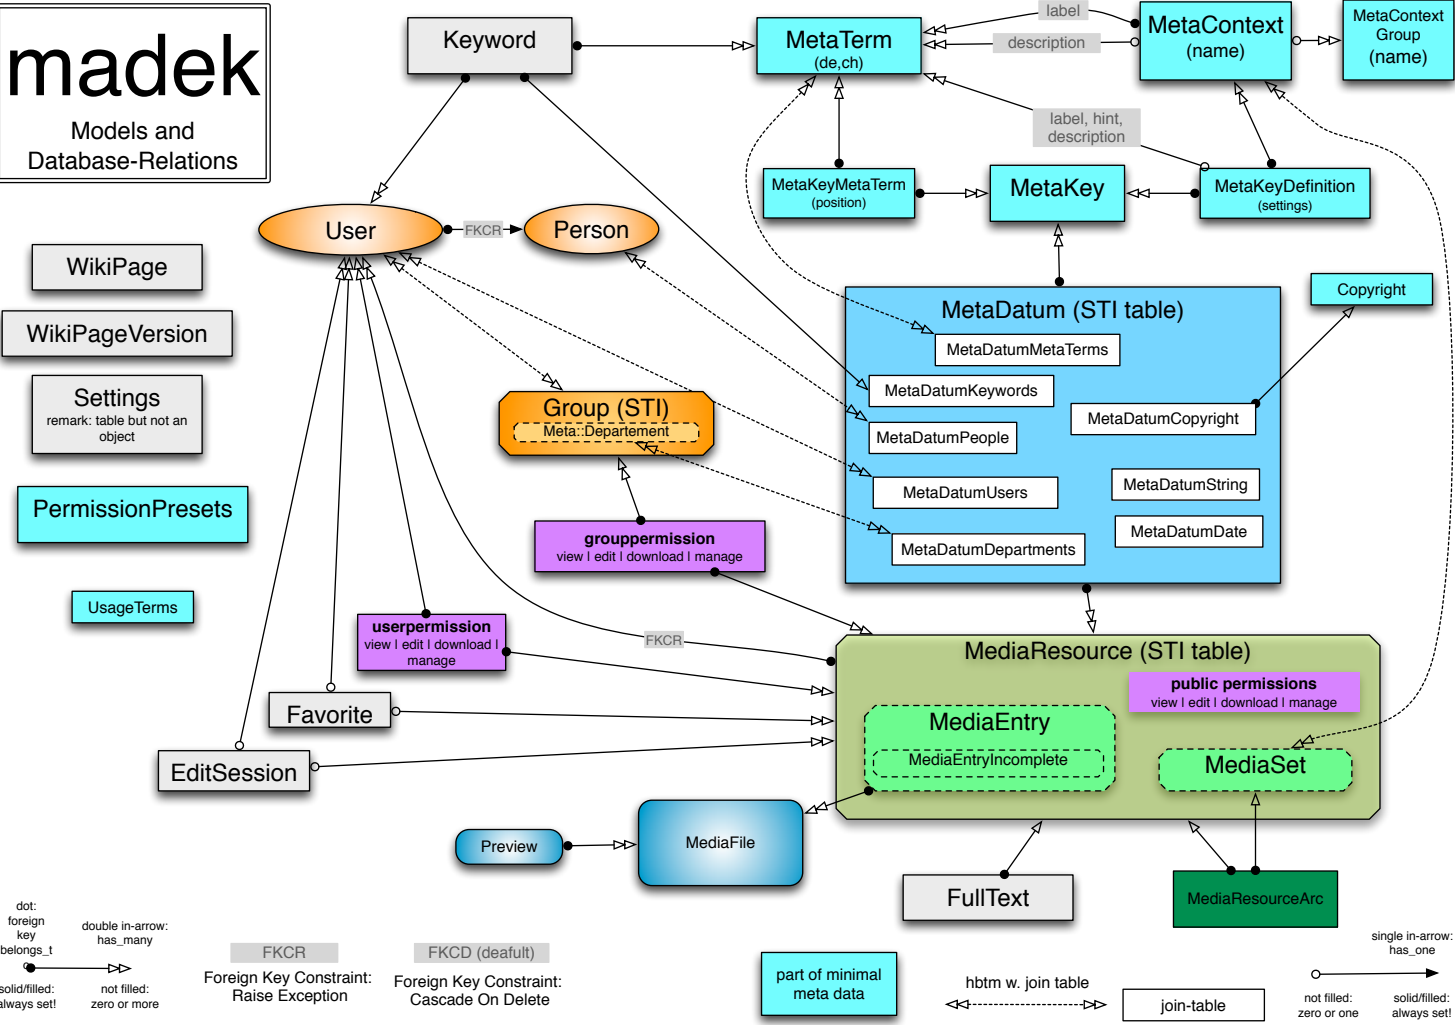 madek
Models and
Database-Relations
Keyword
MetaTerm
(de,ch)
label
description
MetaContext
(name)
MetaContext
Group
(name)
label, hint,
description
MetaKeyMetaTerm
(position)
MetaKey
MetaKeyDefinition
(settings)
User
FKCR
Person
WikiPage
WikiPageVersion
Settings
remark: table but not an
object
PermissionPresets
UsageTerms
MetaDatum (STI table)
MetaDatumMetaTerms
MetaDatumKeywords
MetaDatumPeople
MetaDatumUsers
MetaDatumDepartments
MetaDatumCopyright
MetaDatumString
MetaDatumDate
Copyright
Group (STI)
Meta::Departement
grouppermission
view | edit | download | manage
userpermission
view | edit | download |
manage
FKCR
Favorite
EditSession
MediaResource (STI table)
public permissions
view | edit | download | manage
MediaEntry
MediaEntryIncomplete
MediaSet
Preview
MediaFile
FullText
MediaResourceArc
dot:
foreign
key
belongs_t
double in-arrow:
has_many
solid/filled:
always set!
not filled:
zero or more
FKCR
Foreign Key Constraint:
Raise Exception
FKCD (deafult)
Foreign Key Constraint:
Cascade On Delete
part of minimal
meta data
hbtm w. join table
join-table
single in-arrow:
has_one
not filled:
zero or one
solid/filled:
always set!